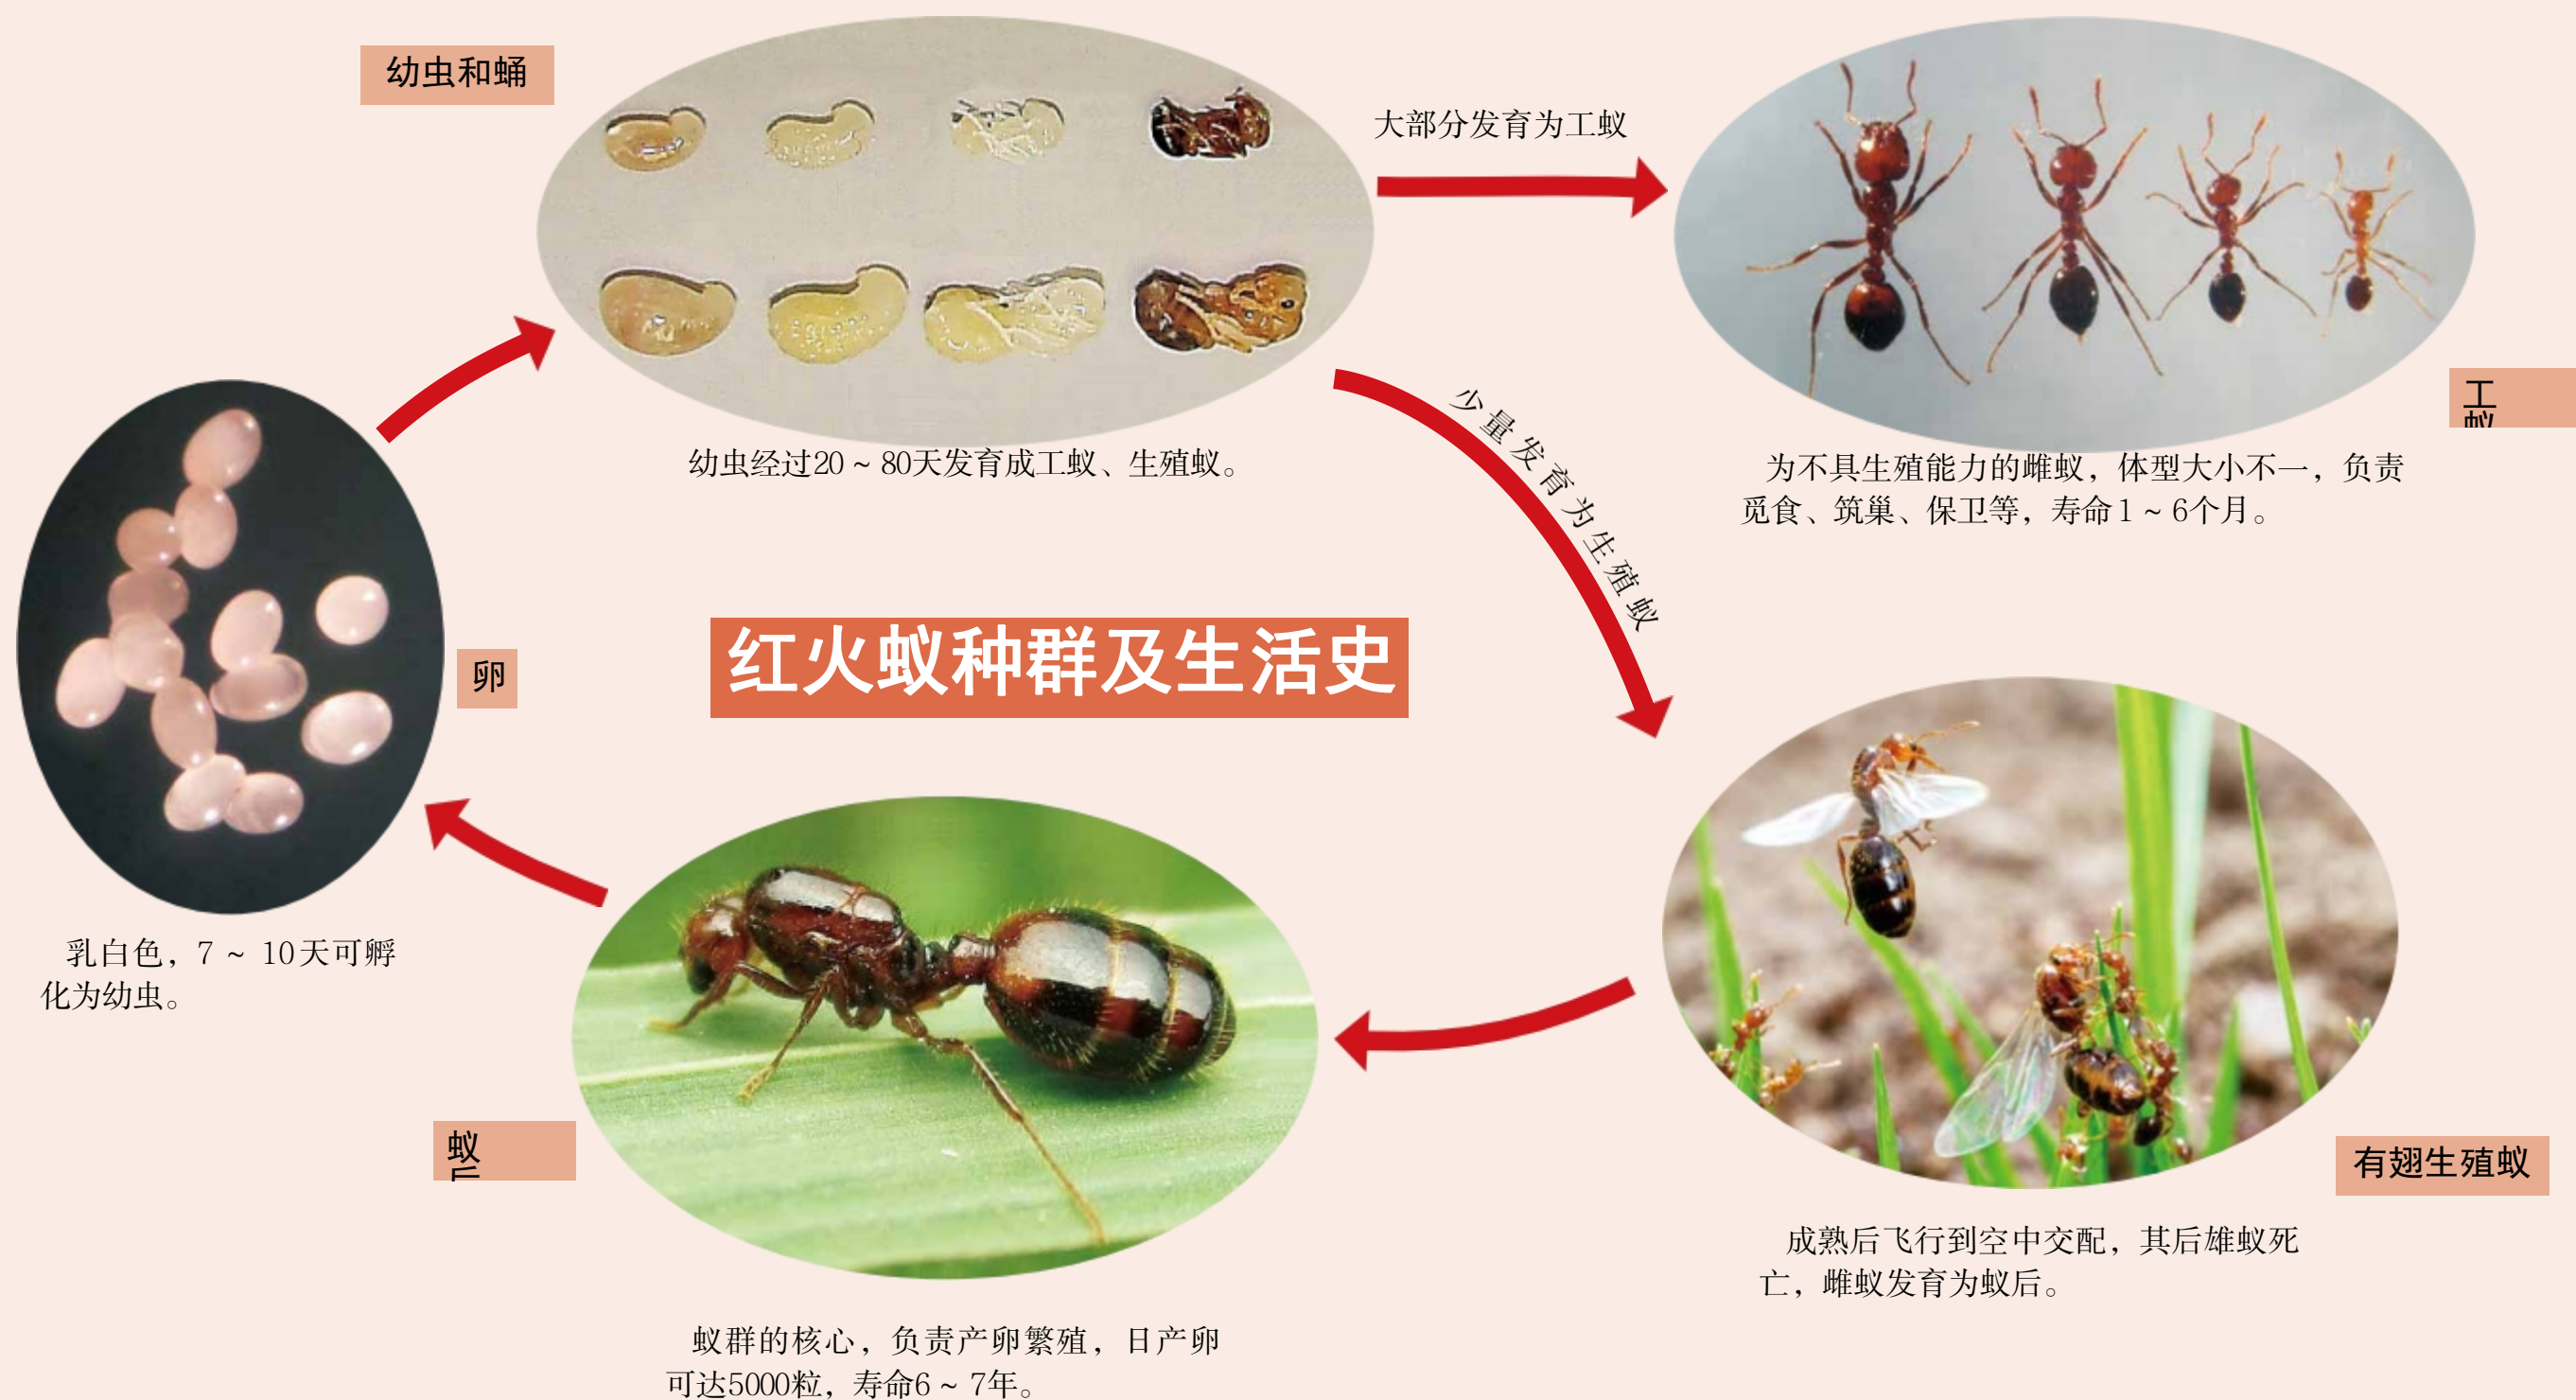 幼虫和蛹
大部分发育为工蚁
幼虫经过20 ~ 80天发育成工蚁、生殖蚁。
少量发育为生殖蚁
工
蚁
为不具生殖能力的雌蚁，体型大小不一，负责
觅食、筑巢、保卫等，寿命1 ~ 6个月。
红火蚁种群及生活史
卵
乳白色，7 ~ 10天可孵
化为幼虫。
蚁
有翅生殖蚁
成熟后飞行到空中交配，其后雄蚁死
亡，雌蚁发育为蚁后。
蚁群的核心，负责产卵繁殖，日产卵
可达5000粒，寿命6 ~ 7年。